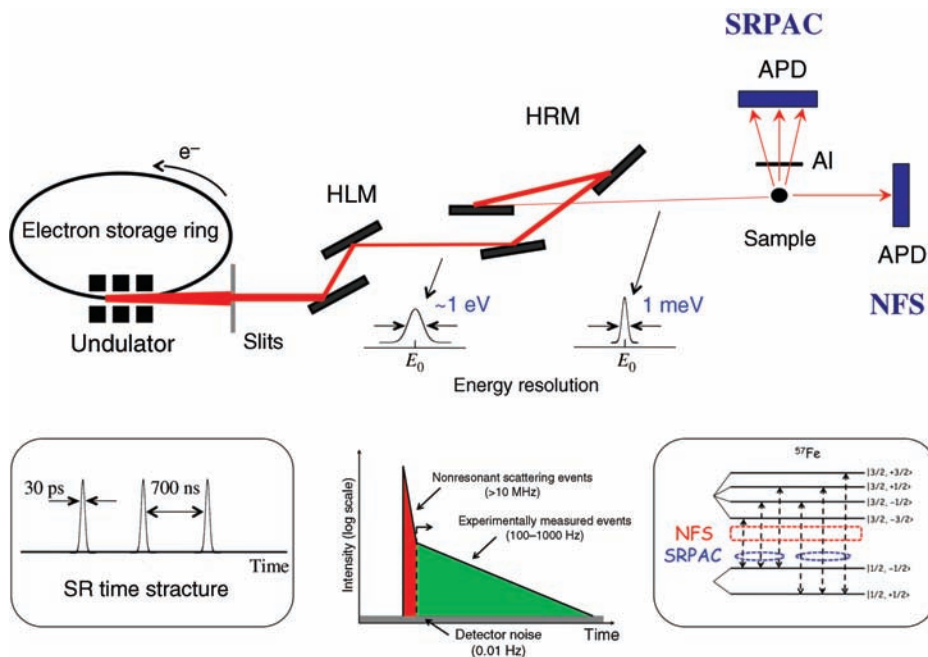 SRPAC
APD
HRM
Al
e–
HLM
Electron storage ring
Sample
APD
NFS
Undulator
Slits
~1 eV
1 meV
E0
E0
Energy resolution
30 ps
700 ns
Time
SR time stracture
Intensity (log scale)
Nonresonant scattering events
(>10 MHz)
Experimentally measured events
(100–1000 Hz)
Detector noise
(0.01 Hz)
Time
57Fe
|3/2, +3/2>
|3/2, +1/2>
|3/2, -1/2>
|3/2, -3/2>
NFS
SRPAC
|1/2, -1/2>
|1/2, +1/2>